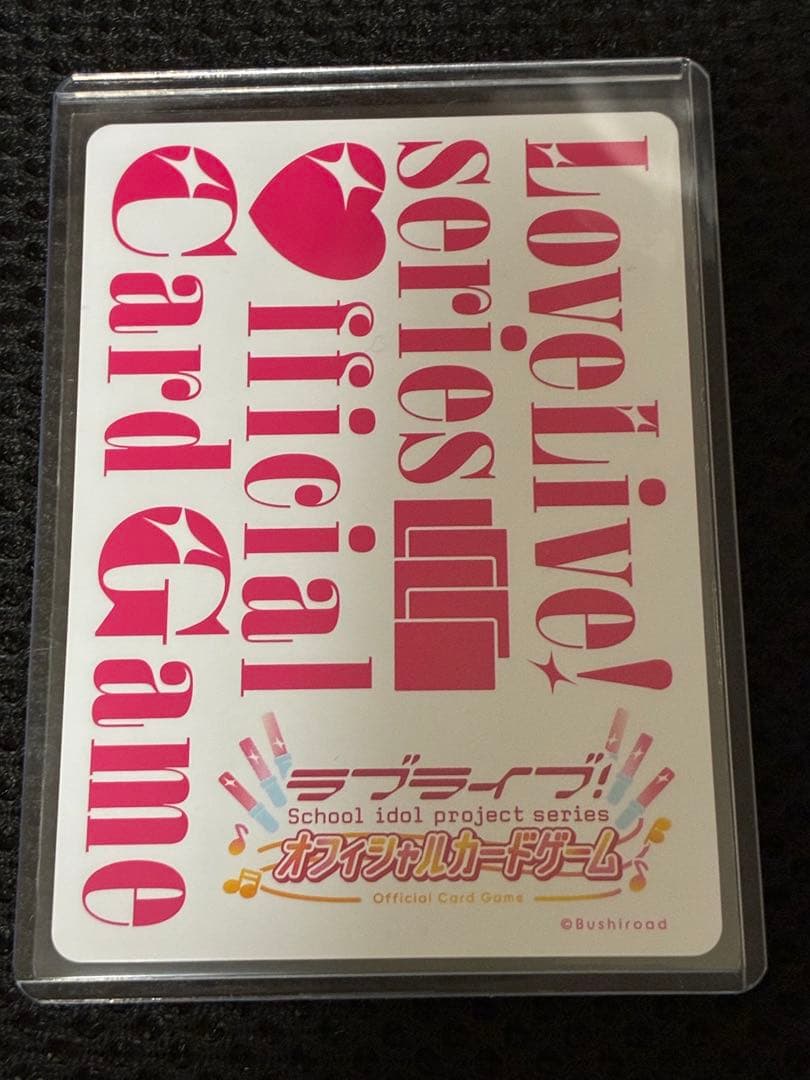 LoveLive!
series
Official
Card Game
ラブライブ!
School idol project series
オフィシャルカードゲーム
Official Card Game
©Bushiroad